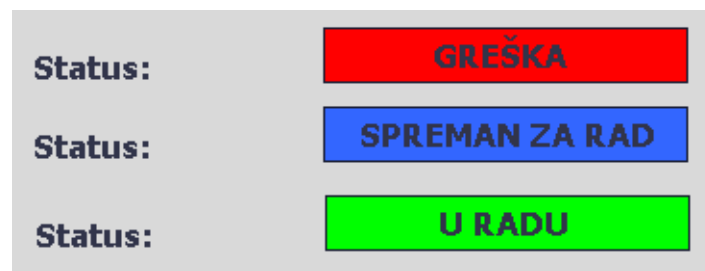 Status: GREŠKA
Status: SPREMAN ZA RAD
Status: U RADU